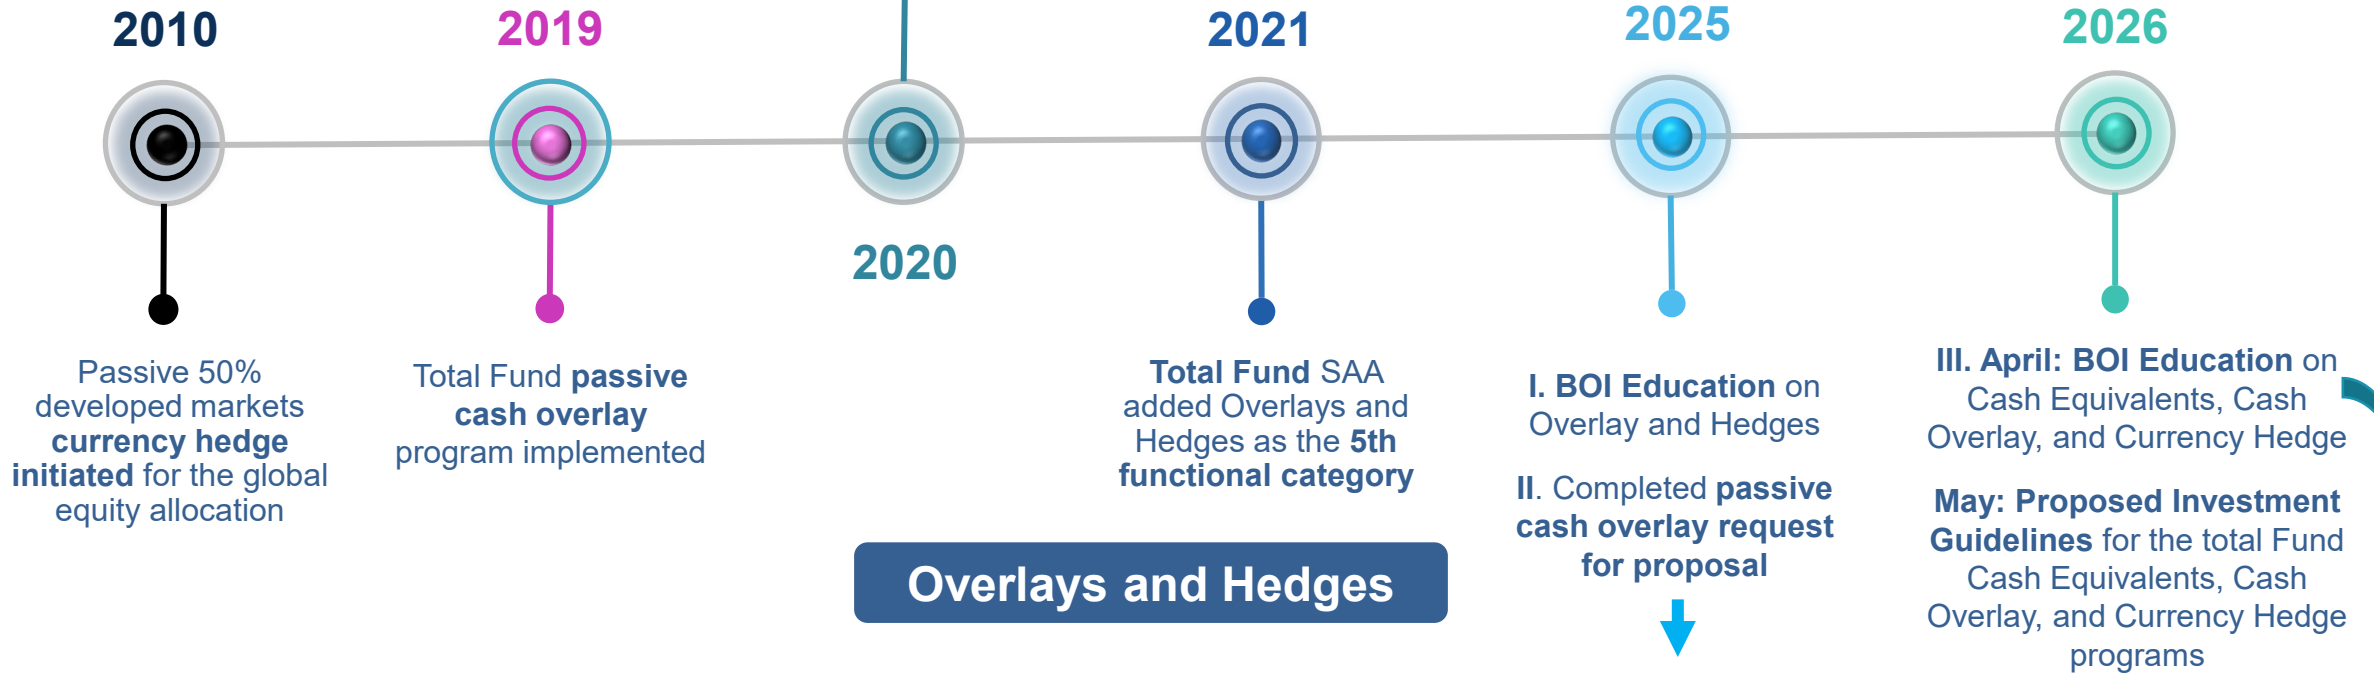 2010
Passive 50%
developed markets
currency hedge
initiated for the global
equity allocation
2019
Total Fund passive
cash overlay
program implemented
2020
2021
Total Fund SAA
added Overlays and
Hedges as the 5th
functional category
2025
I. BOI Education on
Overlay and Hedges
II. Completed passive
cash overlay request
for proposal
2026
III. April: BOI Education on
Cash Equivalents, Cash
Overlay, and Currency Hedge
May: Proposed Investment
Guidelines for the total Fund
Cash Equivalents, Cash
Overlay, and Currency Hedge
programs
Overlays and Hedges